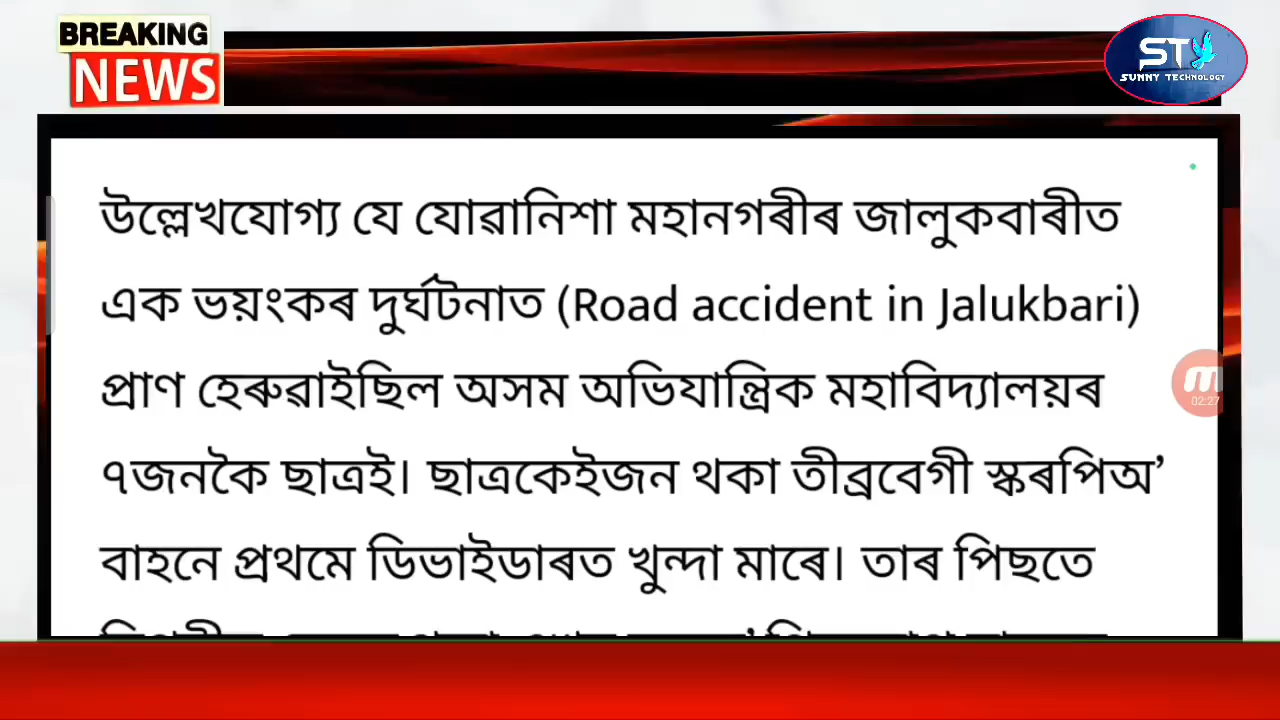 BREAKING
NEWS
ST
SUNNY TECHNOLOGY
উল্লেখযোগ্য যে যোৱানিশা মহানগৰীৰ জালুকবাৰীত
এক ভয়ংকৰ দুৰ্ঘটনাত (Road accident in Jalukbari)
প্ৰাণ হেৰুৱাইছিল অসম অভিযান্ত্ৰিক মহাবিদ্যালয়ৰ
৭জনকৈ ছাত্ৰই। ছাত্ৰকেইজন থকা তীব্ৰবেগী স্কৰপিঅ’
বাহনে প্ৰথমে ডিভাইডাৰত খুন্দা মাৰে। তাৰ পিছতে
02:27